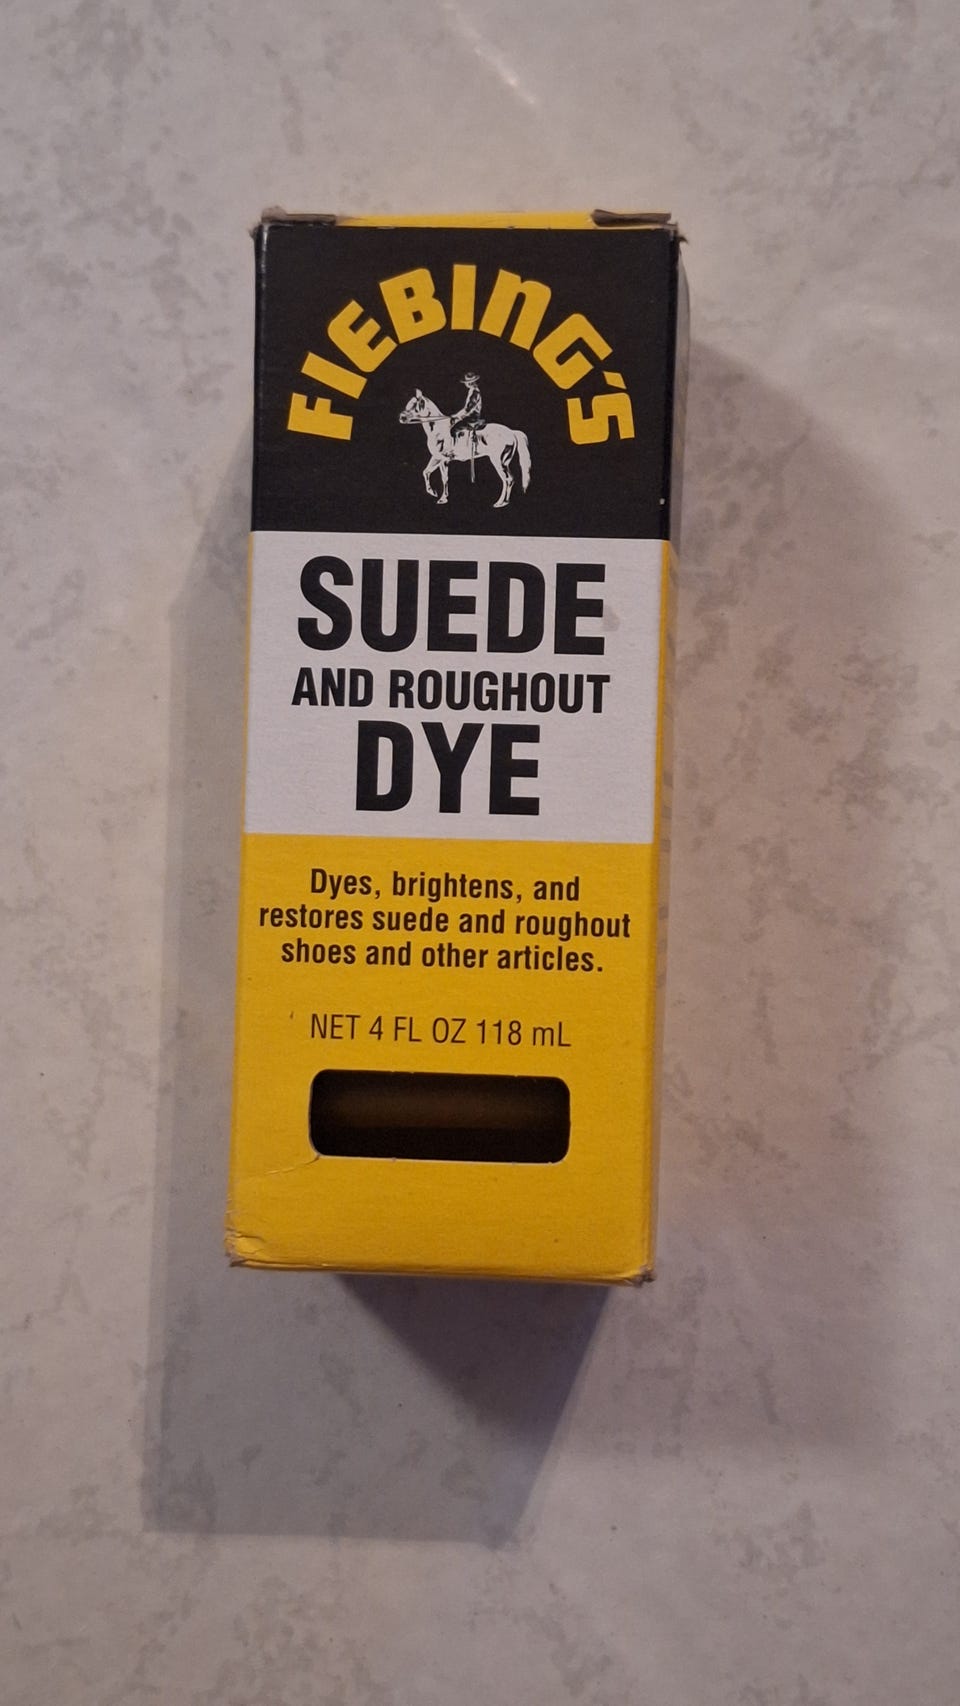 FIEBING'S
SUEDE
AND ROUGHOUT
DYE
Dyes, brightens, and
restores suede and roughout
shoes and other articles.
NET 4 FL OZ 118 mL